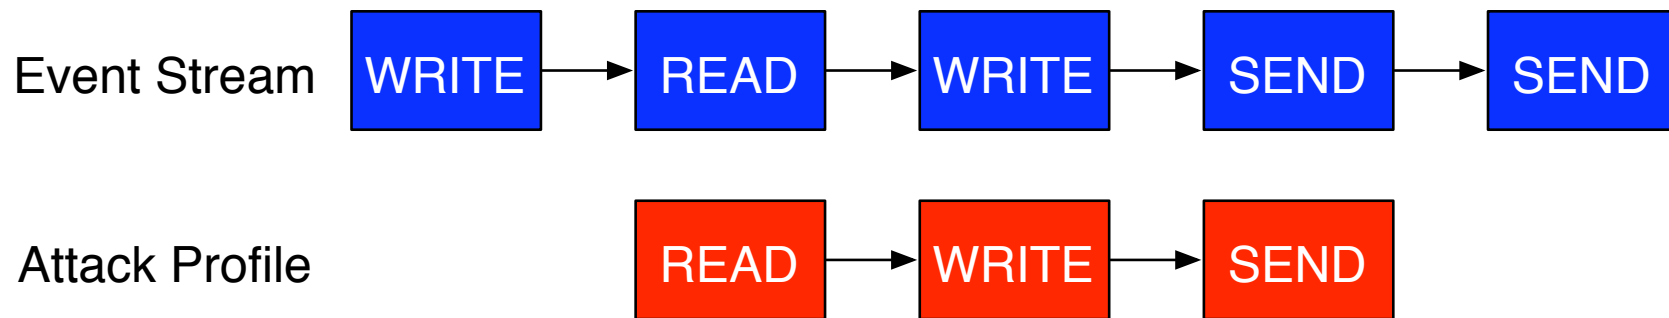 Event Stream WRITE READ WRITE SEND SEND
Attack Profile READ WRITE SEND